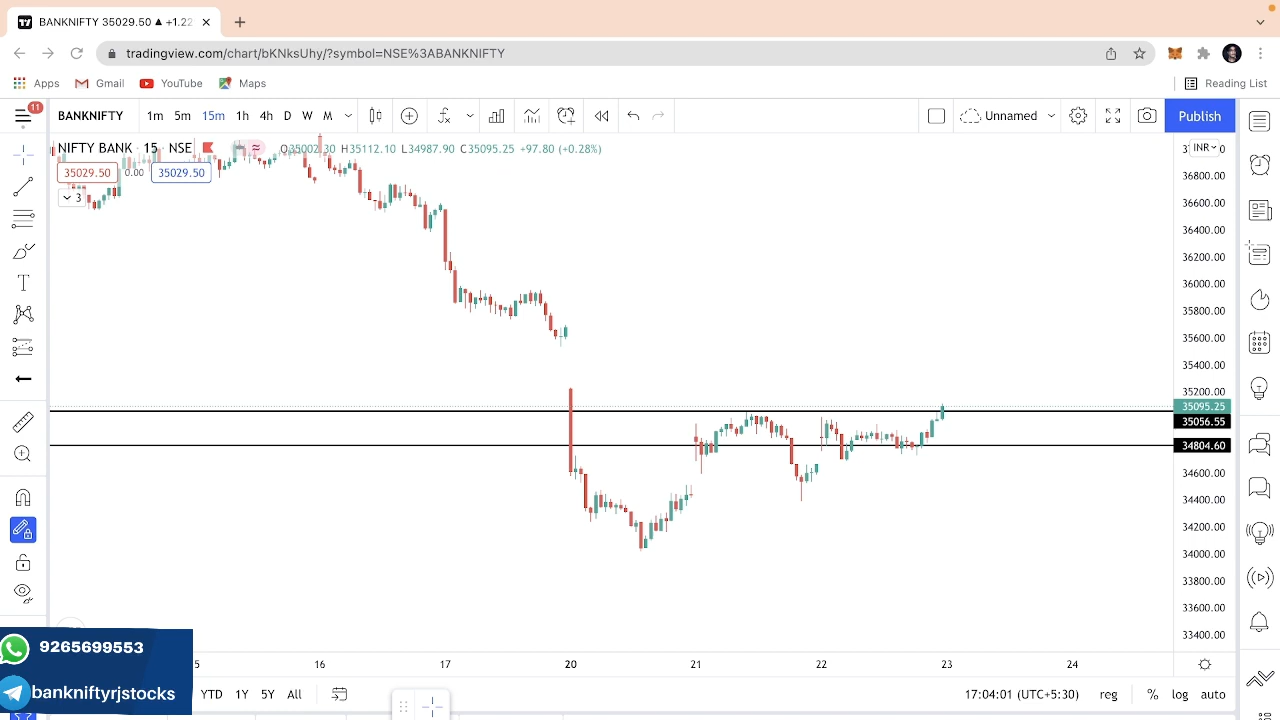 BANKNIFTY 35029.50 ▲ +1.22
tradingview.com/chart/bKNksUhy/?symbol=NSE%3ABANKNIFTY
Apps Gmail YouTube Maps Reading List
11
BANKNIFTY 1m 5m 15m 1h 4h D W M Unnamed Publish
NIFTY BANK · 15 · NSE O35002.30 H35112.10 L34987.90 C35095.25 +97.80 (+0.28%)
INR
35029.50 0.00 35029.50
3
36800.00
36600.00
36400.00
36200.00
36000.00
35800.00
35600.00
35400.00
35200.00
35095.25
35056.55
34804.60
34600.00
34400.00
34200.00
34000.00
33800.00
33600.00
33400.00
16 17 20 21 22 23 24
9265699553
bankniftyrjstocks
YTD 1Y 5Y All 17:04:01 (UTC+5:30) reg % log auto